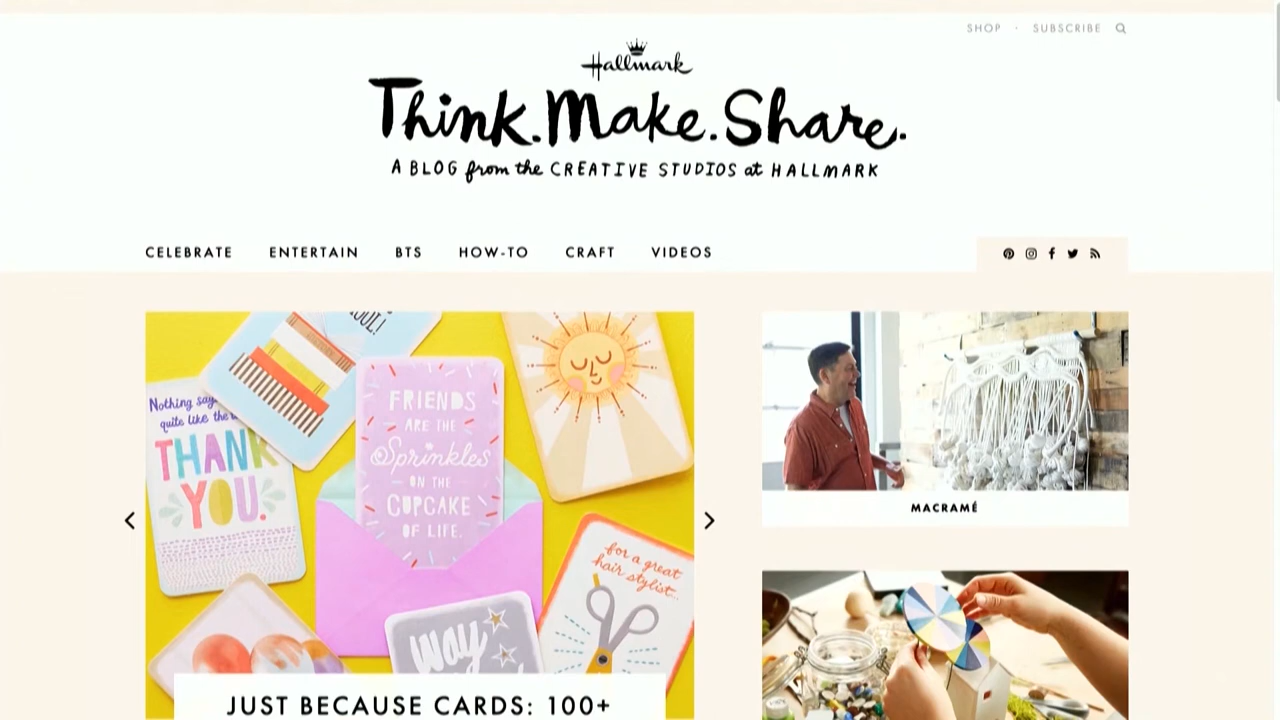 SHOP · SUBSCRIBE
Hallmark
Think. Make. Share.
A BLOG from the CREATIVE STUDIOS at HALLMARK
CELEBRATE ENTERTAIN BTS HOW-TO CRAFT VIDEOS
Nothing say
quite like the
THANK
YOU.
FRIENDS
ARE THE
Sprinkles
ON THE
CUPCAKE
OF LIFE.
for a great
hair stylist...
WAY
JUST BECAUSE CARDS: 100+
MACRAMÉ